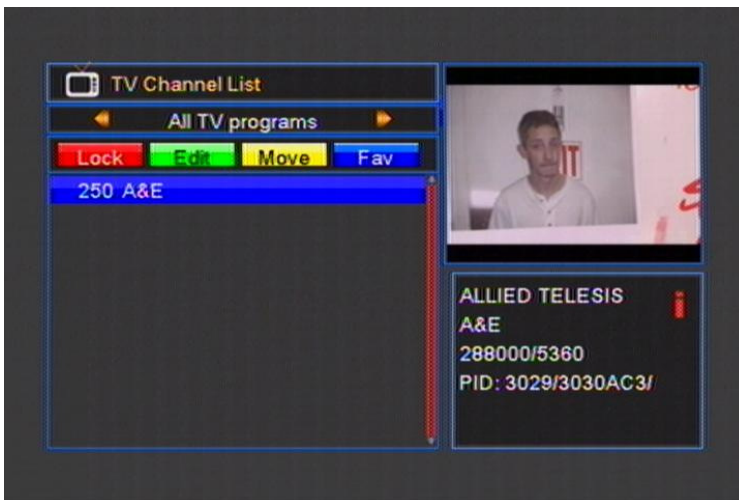 TV Channel List
All TV programs
Lock Edit Move Fav
250 A&E
ALLIED TELESIS
A&E
288000/5360
PID: 3029/3030AC3/